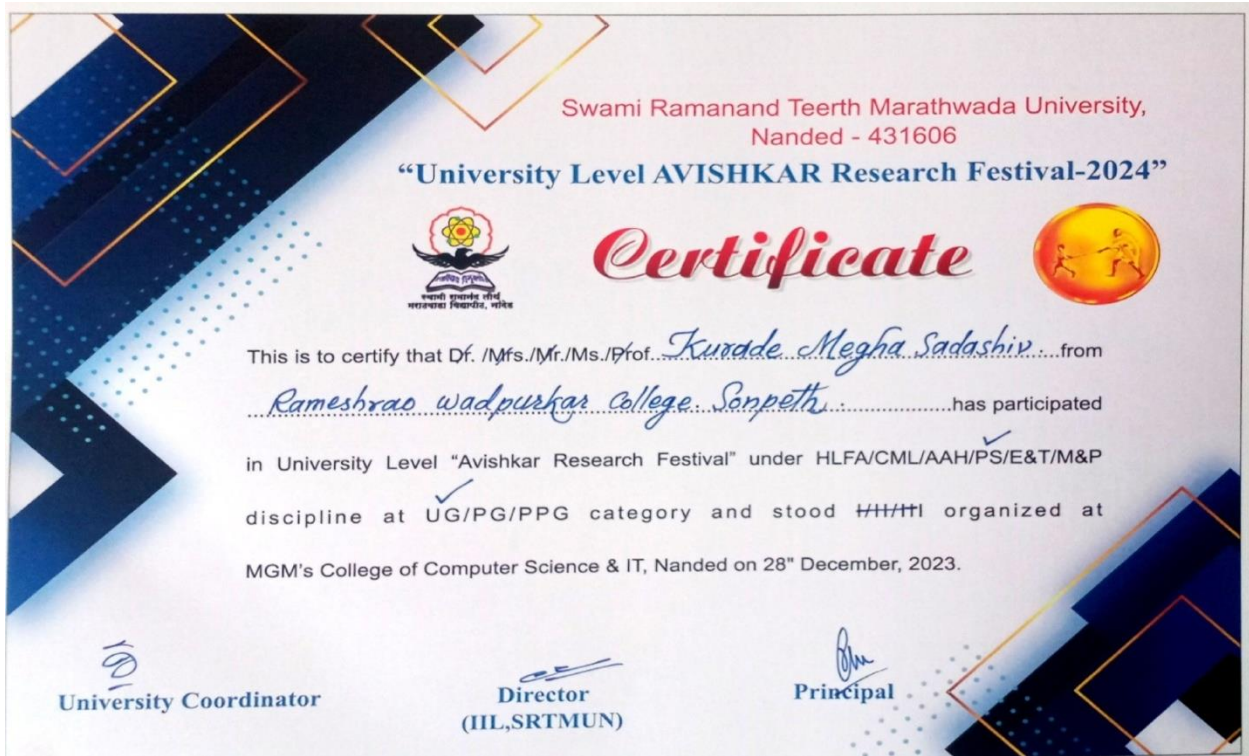 Swami Ramanand Teerth Marathwada University,
Nanded - 431606
“University Level AVISHKAR Research Festival-2024”
स्वामी रामानंद तीर्थ
मराठवाडा विद्यापीठ, नांदेड
Certificate
This is to certify that Dr. /Mrs./Mr./Ms./Prof. Kurade Megha Sadashiv. from
Rameshrao wadpurkar College. Sonpeth. has participated
in University Level “Avishkar Research Festival” under HLFA/CML/AAH/PS/E&T/M&P
discipline at UG/PG/PPG category and stood I/II/III organized at
MGM's College of Computer Science & IT, Nanded on 28" December, 2023.
University Coordinator
Director
(IIL,SRTMUN)
Principal